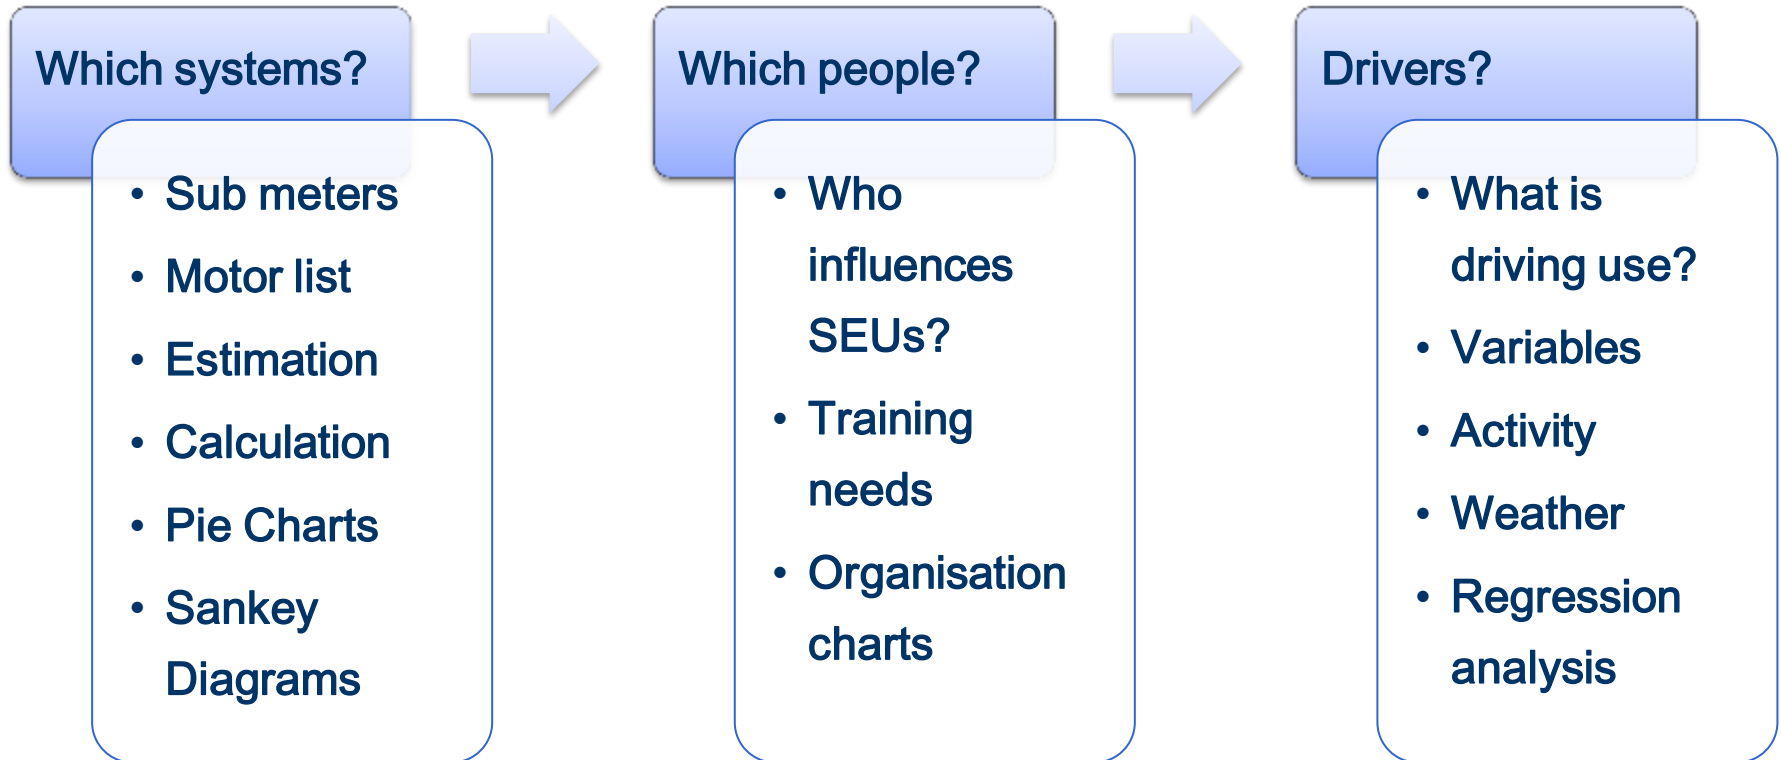 Which systems?
• Sub meters
• Motor list
• Estimation
• Calculation
• Pie Charts
• Sankey
Diagrams
Which people?
• Who
influences
SEUs?
• Training
needs
• Organisation
charts
Drivers?
• What is
driving use?
• Variables
• Activity
• Weather
• Regression
analysis